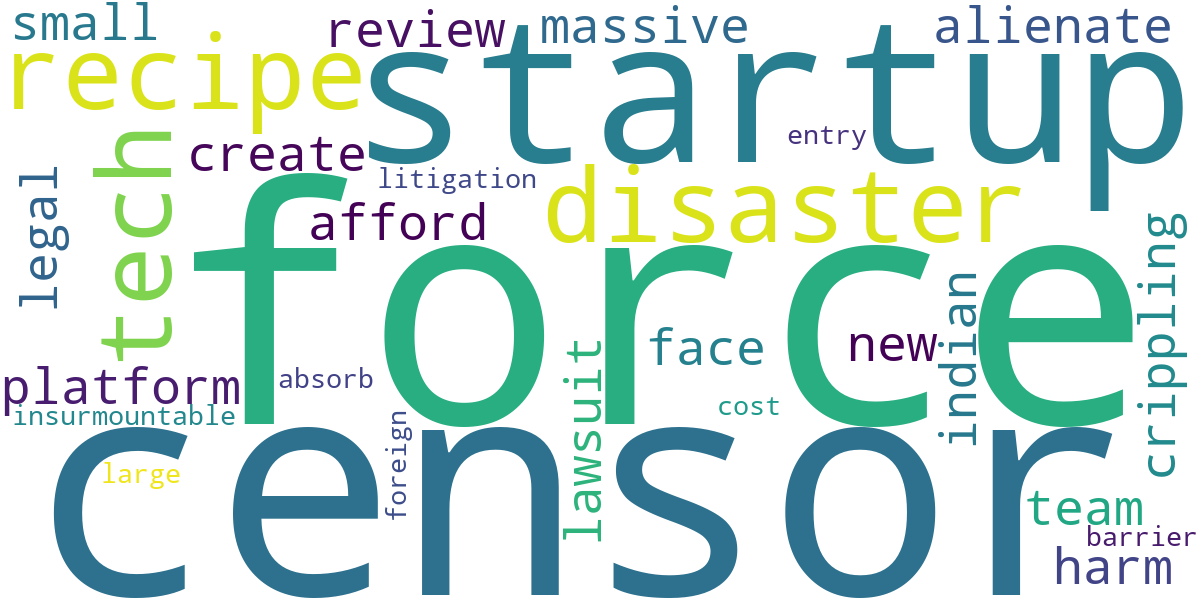 small
review
massive
alienate
recipe
startup
tech
create
entry
litigation
disaster
legal
afford
force
crippling
indian
face
new
lawsuit
platform
absorb
insurmountable
cost
foreign
censor
large
team
barrier
harm